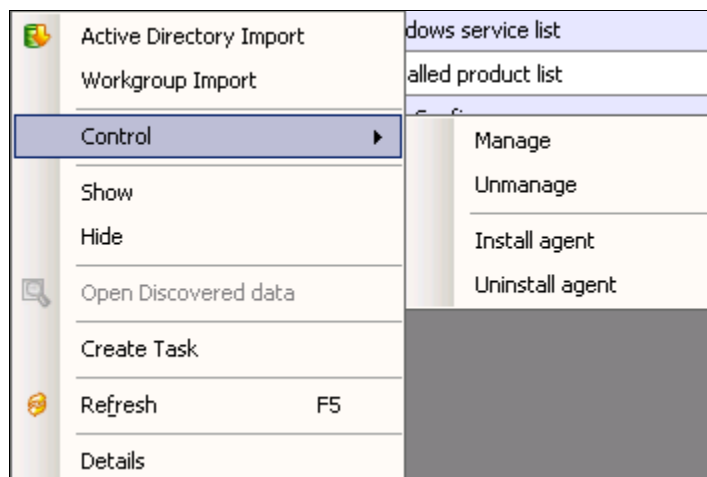 Active Directory Import
Workgroup Import
Control
Show
Hide
Open Discovered data
Create Task
Refresh F5
Details
dows service list
alled product list
Manage
Unmanage
Install agent
Uninstall agent